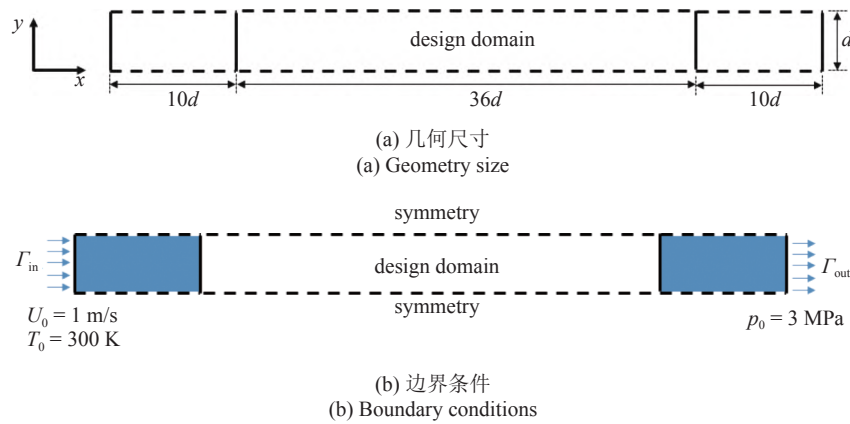 y
design domain
d
x
10d
36d
10d
(a) 几何尺寸
(a) Geometry size
symmetry
Γin
design domain
Γout
symmetry
U0 = 1 m/s
T0 = 300 K
p0 = 3 MPa
(b) 边界条件
(b) Boundary conditions